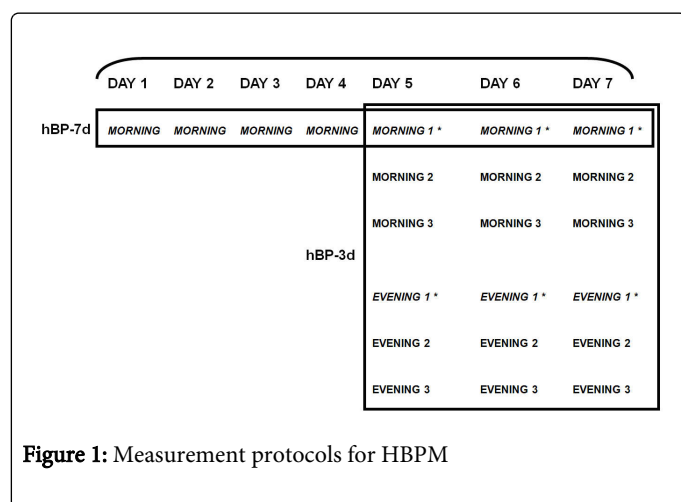 DAY 1 DAY 2 DAY 3 DAY 4 DAY 5 DAY 6 DAY 7
hBP-7d MORNING MORNING MORNING MORNING MORNING 1 * MORNING 1 * MORNING 1 *
MORNING 2 MORNING 2 MORNING 2
MORNING 3 MORNING 3 MORNING 3
hBP-3d
EVENING 1 * EVENING 1 * EVENING 1 *
EVENING 2 EVENING 2 EVENING 2
EVENING 3 EVENING 3 EVENING 3
Figure 1: Measurement protocols for HBPM